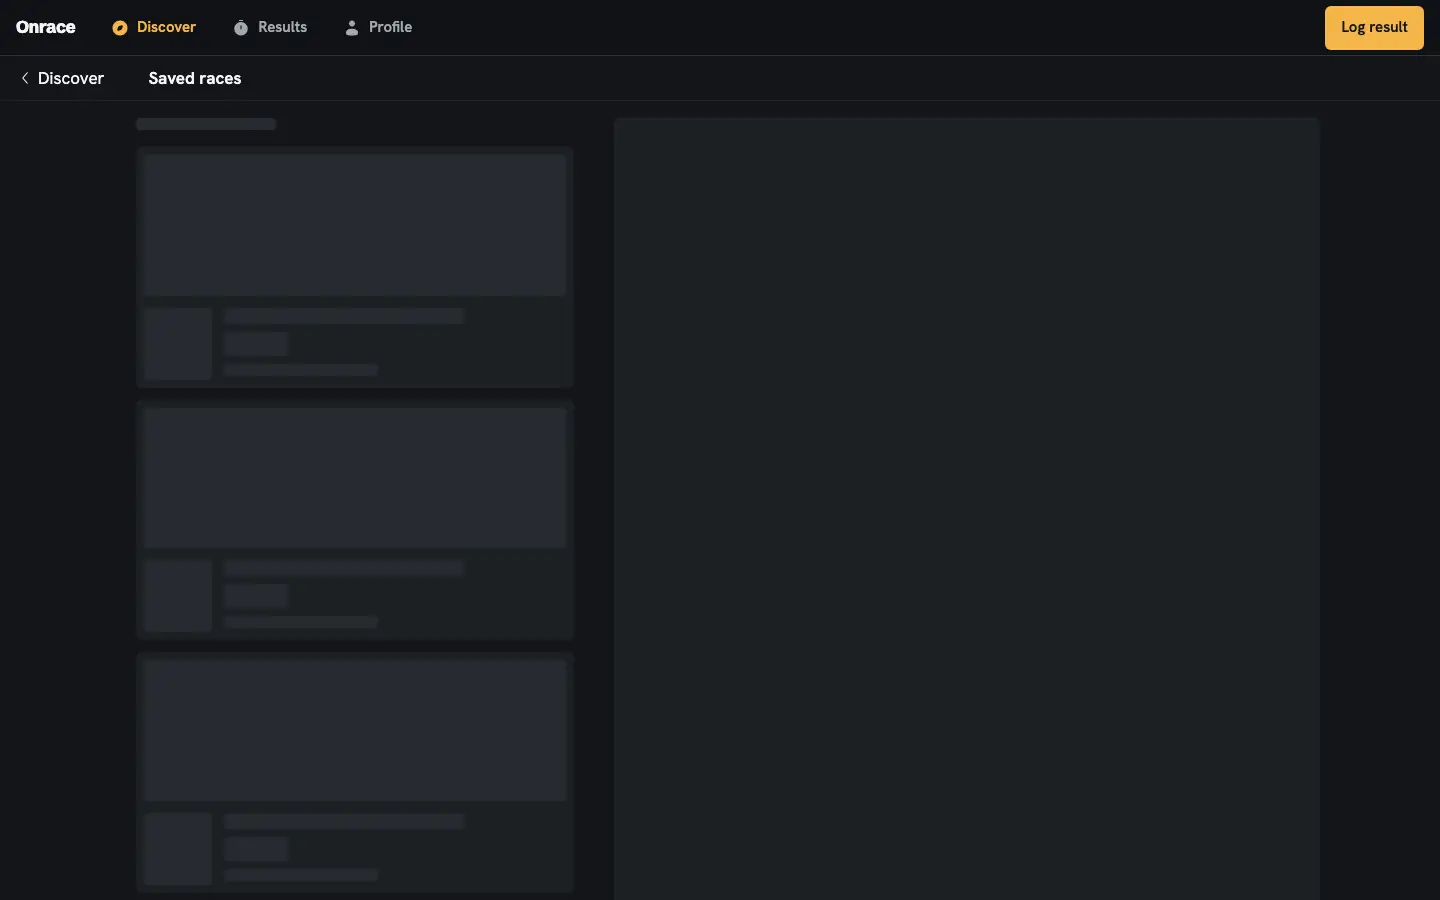 Onrace
Discover
Results
Profile
Log result
Discover
Saved races